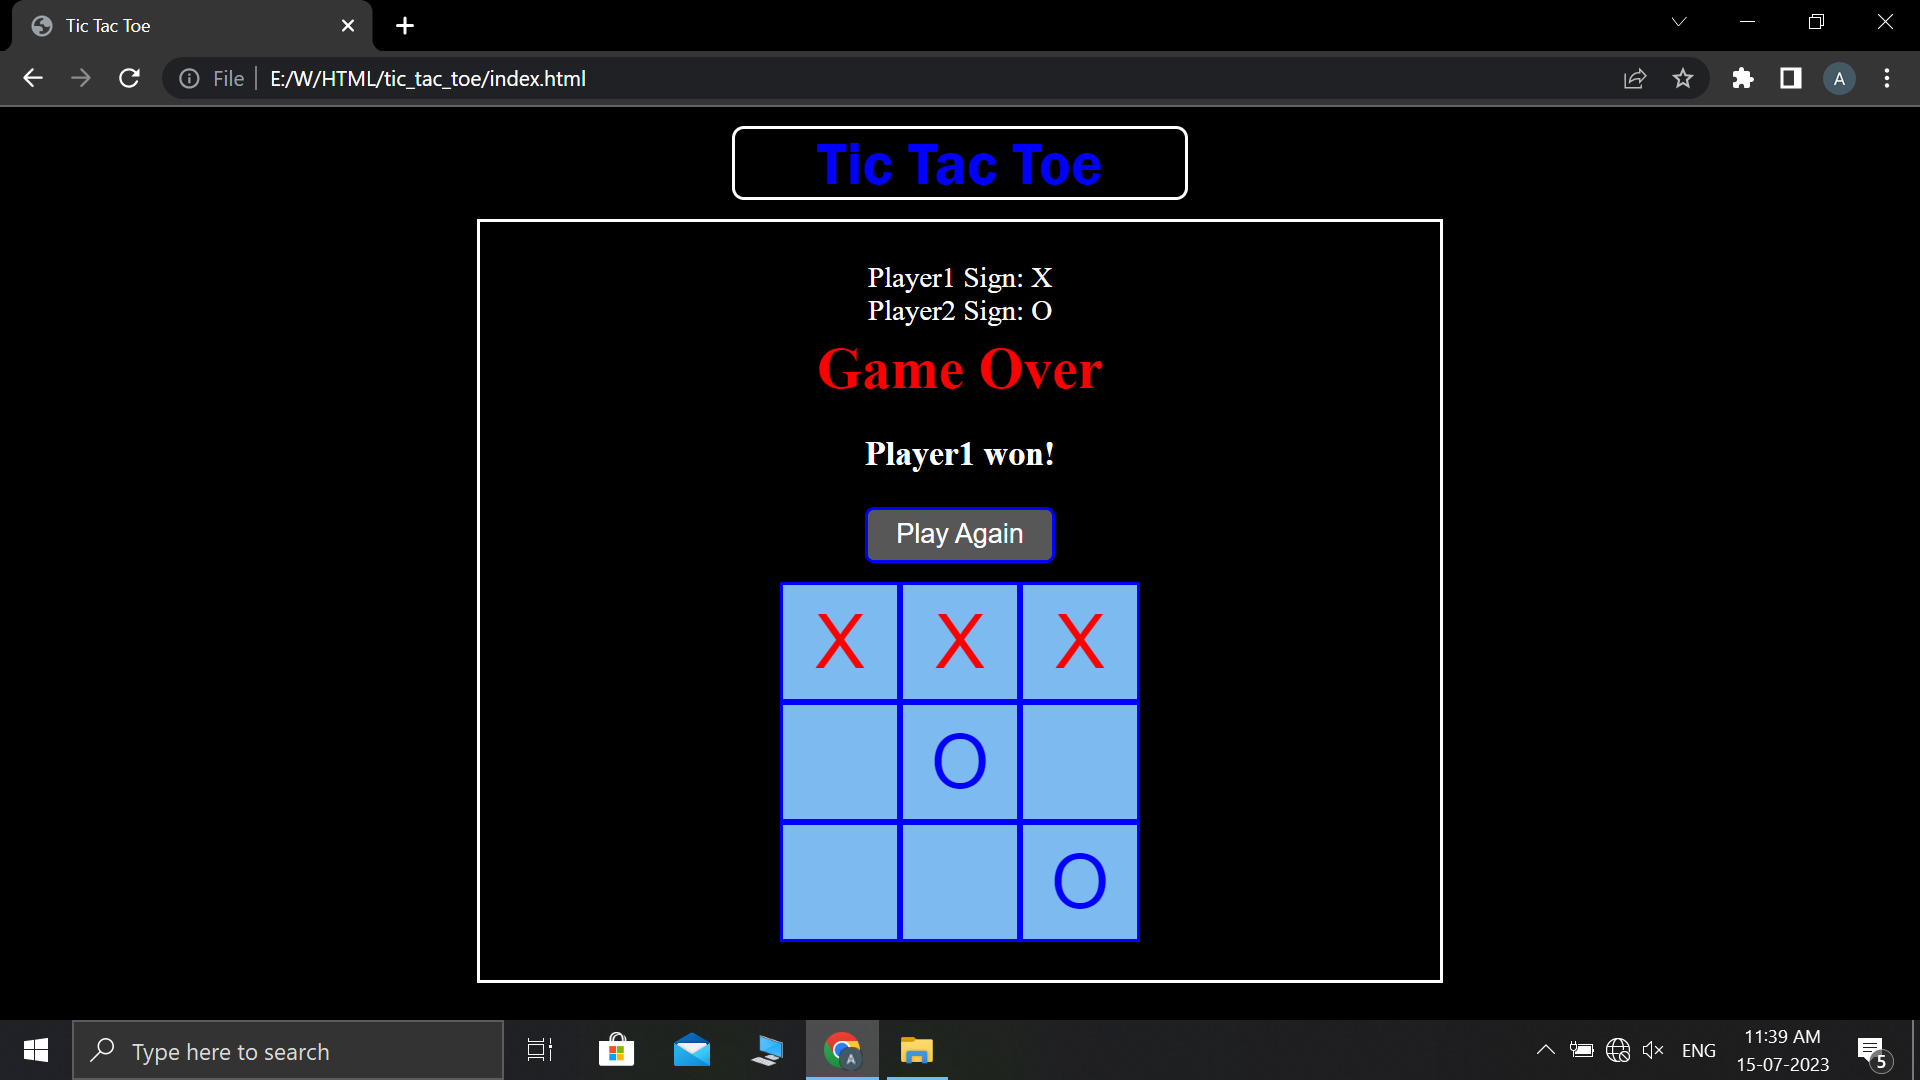 Tic Tac Toe
File E:/W/HTML/tic_tac_toe/index.html
A
Tic Tac Toe
Player1 Sign: X
Player2 Sign: O
Game Over
Player1 won!
Play Again
X X X
O
O
Type here to search
A
ENG
11:39 AM
15-07-2023
5